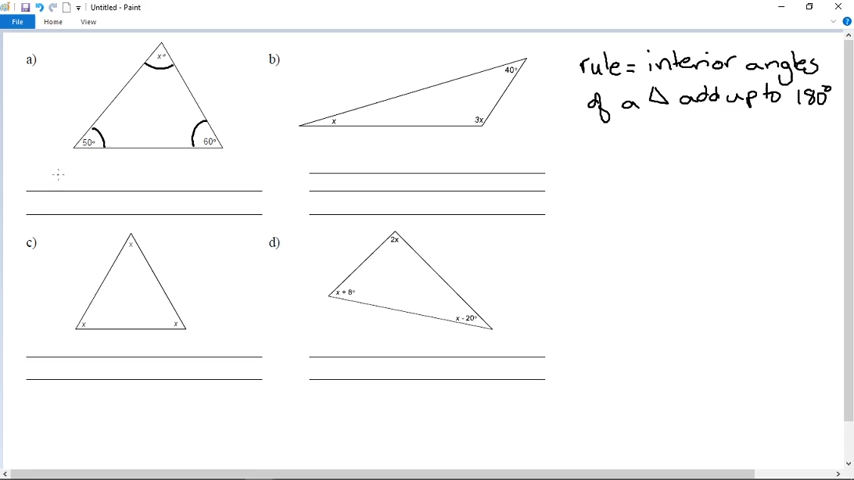 Untitled - Paint
File Home View
a)
x°
50°
60°
b)
40°
x
3x
rule = interior angles
of a △ add up to 180°
c)
x
x
x
d)
2x
x + 8°
x - 20°